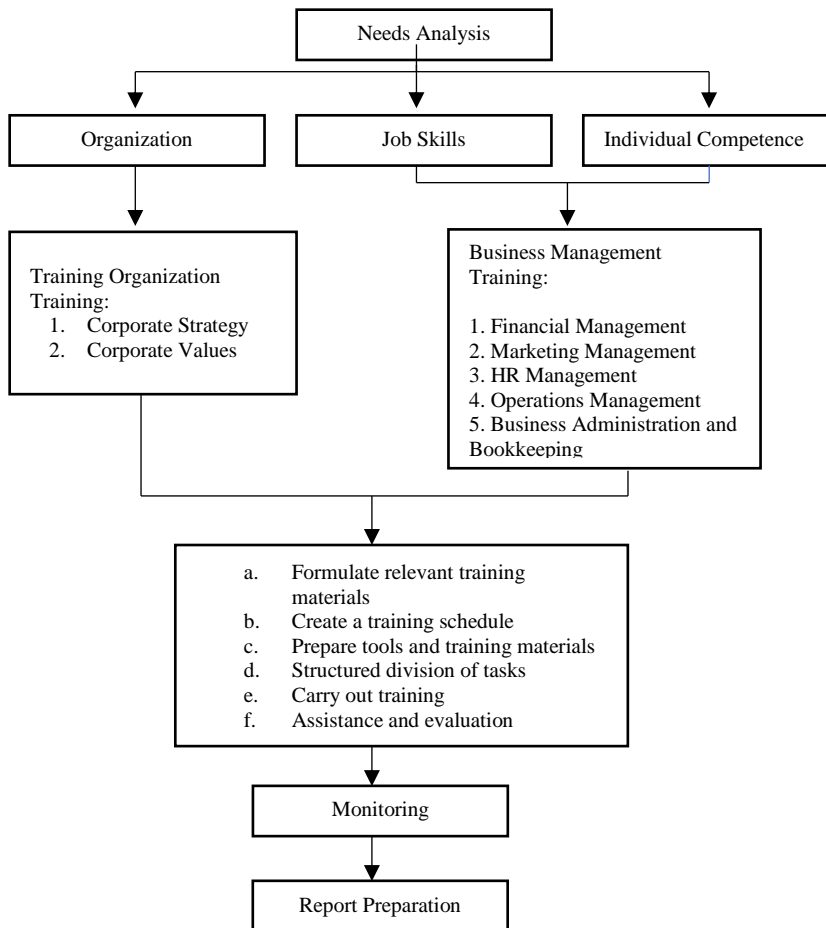 Needs Analysis
Organization
Job Skills
Individual Competence
Training Organization
Training:
1. Corporate Strategy
2. Corporate Values
Business Management
Training:
1. Financial Management
2. Marketing Management
3. HR Management
4. Operations Management
5. Business Administration and
Bookkeeping
a. Formulate relevant training
materials
b. Create a training schedule
c. Prepare tools and training materials
d. Structured division of tasks
e. Carry out training
f. Assistance and evaluation
Monitoring
Report Preparation